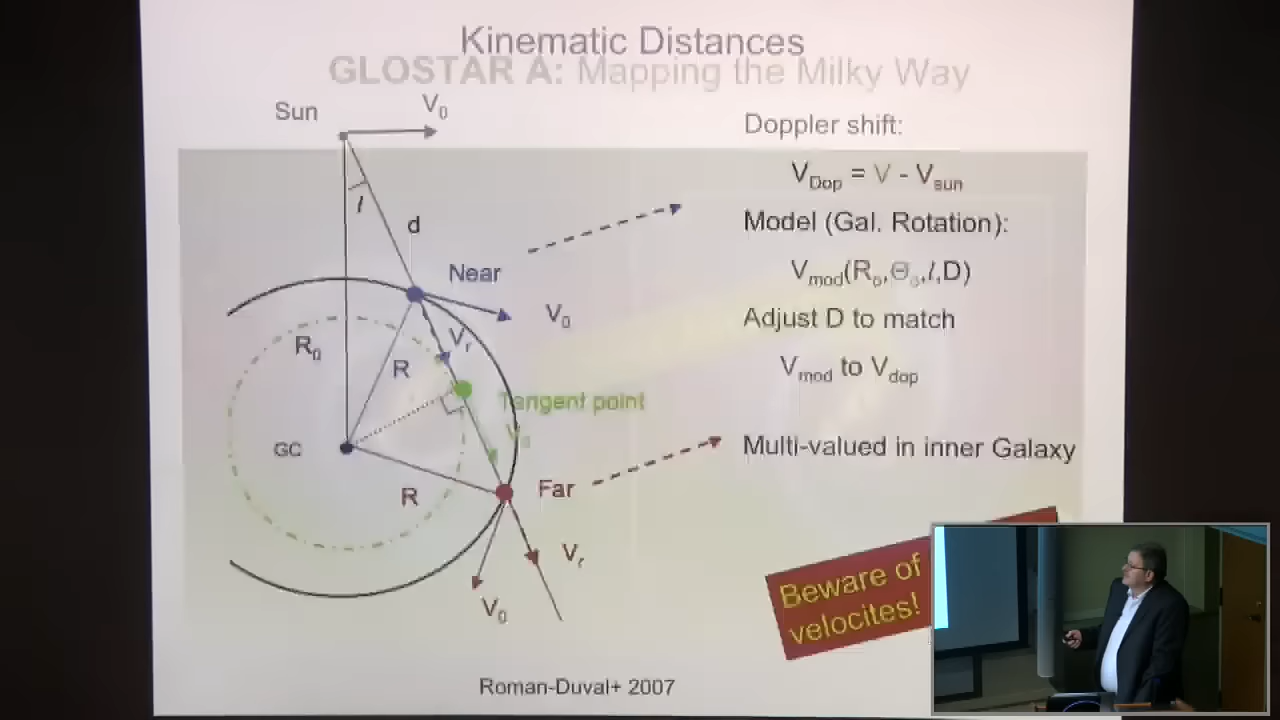 Kinematic Distances
GLOSTAR A: Mapping the Milky Way
Sun
V0
Doppler shift:
VDop = V - Vsun
l
d
Model (Gal. Rotation):
Near
Vmod(Ro,Θo,l,D)
V0
Adjust D to match
R0
Vr
R
Vmod to Vdop
Tangent point
GC
Multi-valued in inner Galaxy
R
Far
Vr
V0
Beware of
velocites!
Roman-Duval+ 2007